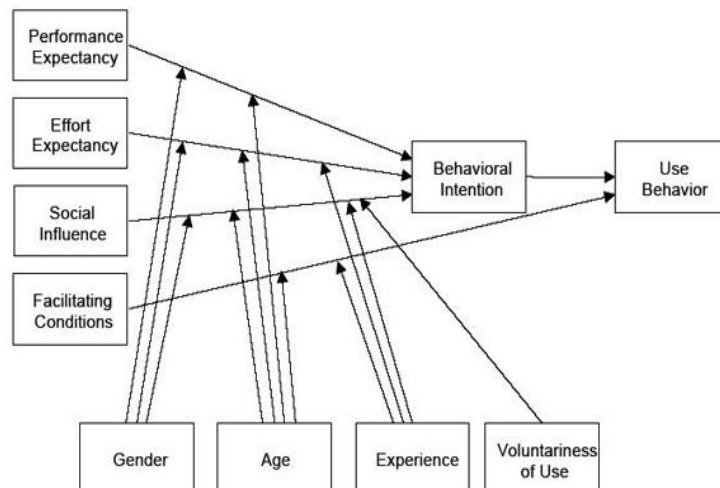 Performance
Expectancy
Effort
Expectancy
Social
Influence
Facilitating
Conditions
Behavioral
Intention
Use
Behavior
Gender
Age
Experience
Voluntariness
of Use